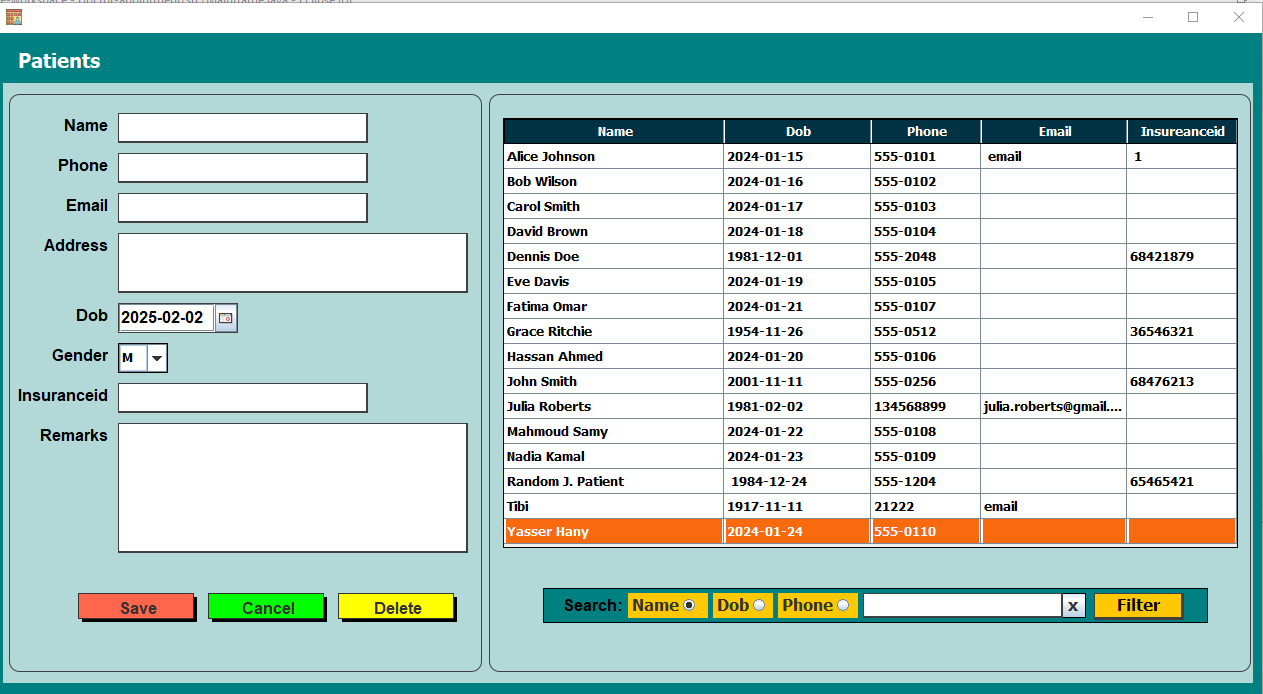 Patients
Name
Phone
Email
Address
Dob 2025-02-02
Gender M
Insuranceid
Remarks
Save Cancel Delete
Name Dob Phone Email Insureanceid
Alice Johnson 2024-01-15 555-0101 email 1
Bob Wilson 2024-01-16 555-0102
Carol Smith 2024-01-17 555-0103
David Brown 2024-01-18 555-0104
Dennis Doe 1981-12-01 555-2048 68421879
Eve Davis 2024-01-19 555-0105
Fatima Omar 2024-01-21 555-0107
Grace Ritchie 1954-11-26 555-0512 36546321
Hassan Ahmed 2024-01-20 555-0106
John Smith 2001-11-11 555-0256 68476213
Julia Roberts 1981-02-02 134568899 julia.roberts@gmail....
Mahmoud Samy 2024-01-22 555-0108
Nadia Kamal 2024-01-23 555-0109
Random J. Patient 1984-12-24 555-1204 65465421
Tibi 1917-11-11 21222 email
Yasser Hany 2024-01-24 555-0110
Search: Name Dob Phone x Filter